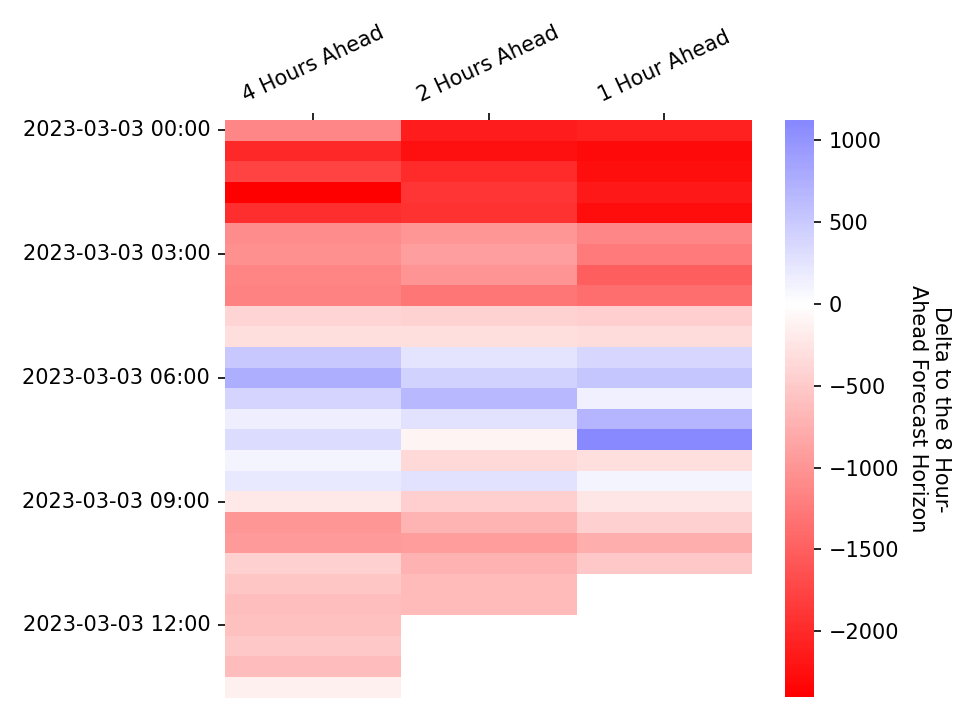 4 Hours Ahead
2 Hours Ahead
1 Hour Ahead
2023-03-03 00:00
2023-03-03 03:00
2023-03-03 06:00
2023-03-03 09:00
2023-03-03 12:00
1000
500
0
−500
−1000
−1500
−2000
Delta to the 8 Hour-
Ahead Forecast Horizon